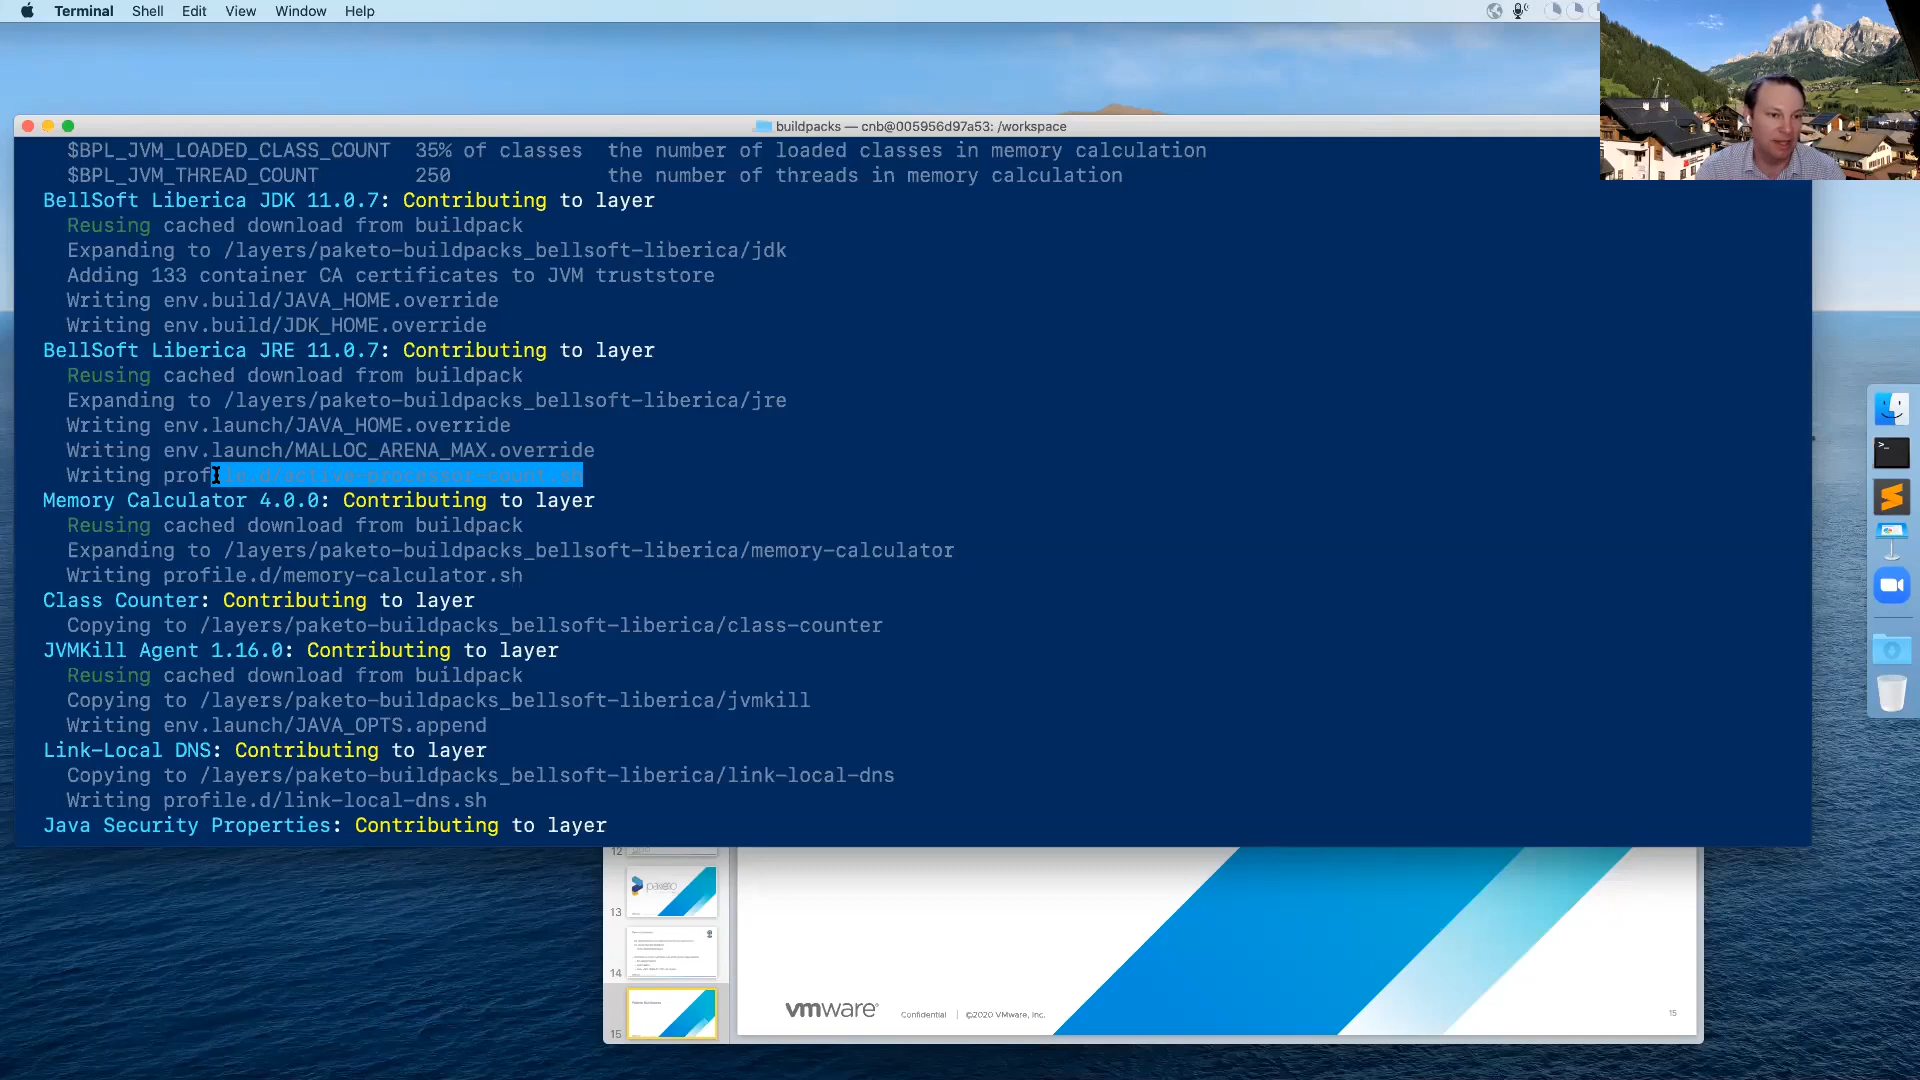 Terminal Shell Edit View Window Help
buildpacks — cnb@005956d97a53: /workspace
$BPL_JVM_LOADED_CLASS_COUNT 35% of classes the number of loaded classes in memory calculation
$BPL_JVM_THREAD_COUNT 250 the number of threads in memory calculation
BellSoft Liberica JDK 11.0.7: Contributing to layer
Reusing cached download from buildpack
Expanding to /layers/paketo-buildpacks_bellsoft-liberica/jdk
Adding 133 container CA certificates to JVM truststore
Writing env.build/JAVA_HOME.override
Writing env.build/JDK_HOME.override
BellSoft Liberica JRE 11.0.7: Contributing to layer
Reusing cached download from buildpack
Expanding to /layers/paketo-buildpacks_bellsoft-liberica/jre
Writing env.launch/JAVA_HOME.override
Writing env.launch/MALLOC_ARENA_MAX.override
Writing profile.d/active-processor-count.sh
Memory Calculator 4.0.0: Contributing to layer
Reusing cached download from buildpack
Expanding to /layers/paketo-buildpacks_bellsoft-liberica/memory-calculator
Writing profile.d/memory-calculator.sh
Class Counter: Contributing to layer
Copying to /layers/paketo-buildpacks_bellsoft-liberica/class-counter
JVMKill Agent 1.16.0: Contributing to layer
Reusing cached download from buildpack
Copying to /layers/paketo-buildpacks_bellsoft-liberica/jvmkill
Writing env.launch/JAVA_OPTS.append
Link-Local DNS: Contributing to layer
Copying to /layers/paketo-buildpacks_bellsoft-liberica/link-local-dns
Writing profile.d/link-local-dns.sh
Java Security Properties: Contributing to layer
12
paketo
13
14
15
vmware Confidential | ©2020 VMware, Inc. 15